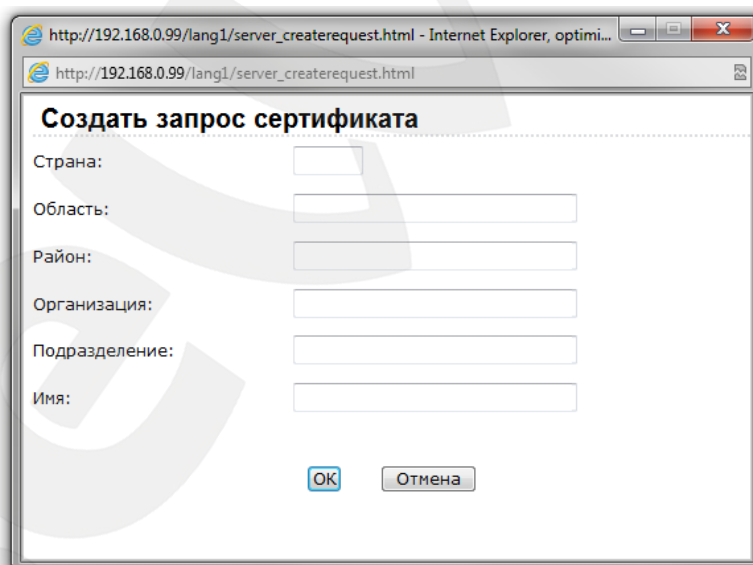 http://192.168.0.99/lang1/server_createrequest.html - Internet Explorer, optimi...
http://192.168.0.99/lang1/server_createrequest.html
Создать запрос сертификата
Страна:
Область:
Район:
Организация:
Подразделение:
Имя:
OK Отмена